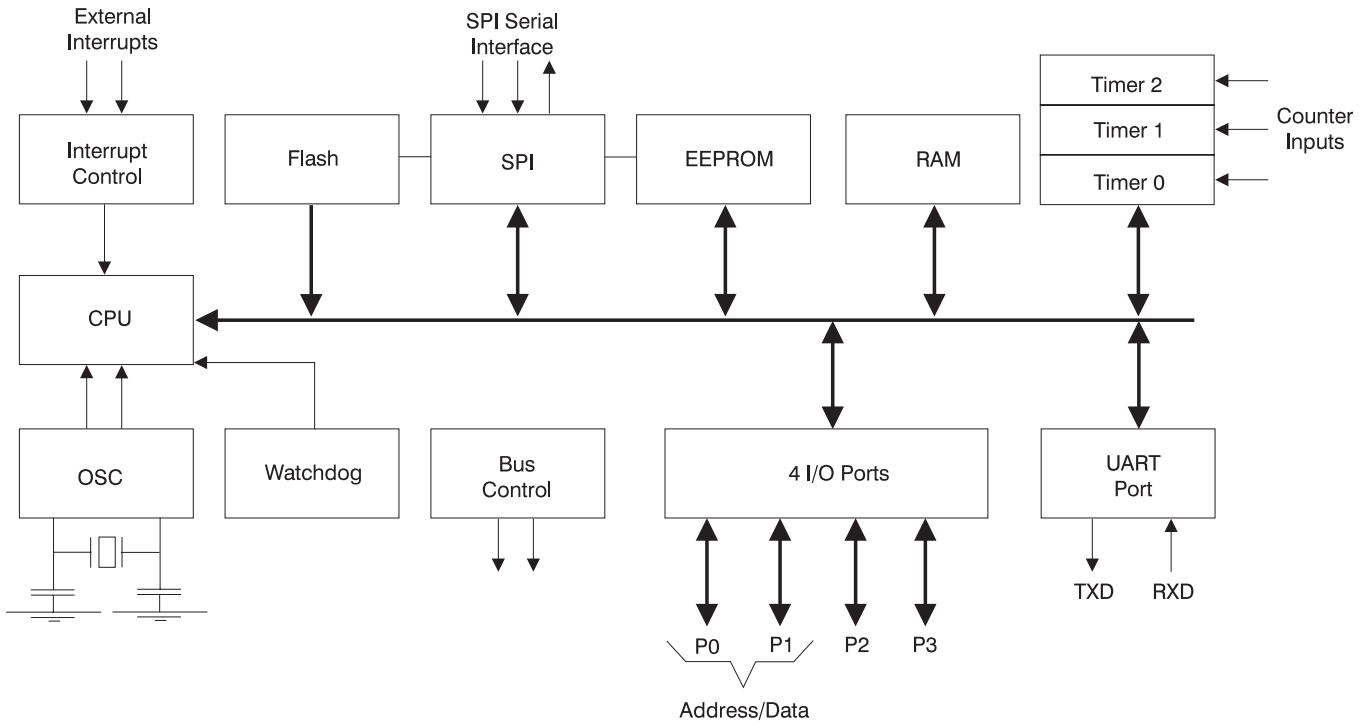 External
Interrupts
SPI Serial
Interface
Timer 2
Timer 1
Timer 0
Counter
Inputs
Interrupt
Control
Flash
SPI
EEPROM
RAM
CPU
OSC
Watchdog
Bus
Control
4 I/O Ports
UART
Port
TXD
RXD
P0
P1
P2
P3
Address/Data